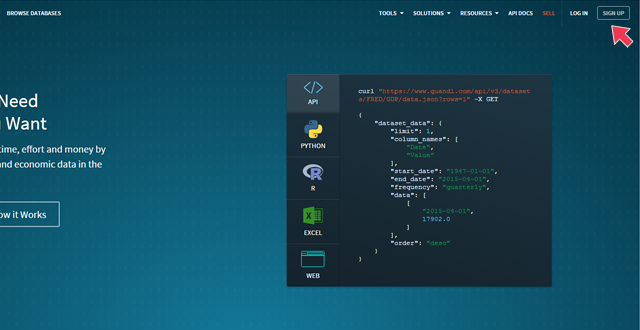 BROWSE DATABASES
TOOLS
SOLUTIONS
RESOURCES
API DOCS
SELL
LOG IN
SIGN UP
Need
u Want
time, effort and money by
and economic data in the
ow it Works
API
PYTHON
R
EXCEL
WEB
curl "https://www.quandl.com/api/v3/dataset
s/FRED/GDP/data.json?rows=1" -X GET
{
"dataset_data": {
"limit": 1,
"column_names": [
"Date",
"Value"
],
"start_date": "1947-01-01",
"end_date": "2015-04-01",
"frequency": "quarterly",
"data": [
[
"2015-04-01",
17902.0
]
],
"order": "desc"
}
}